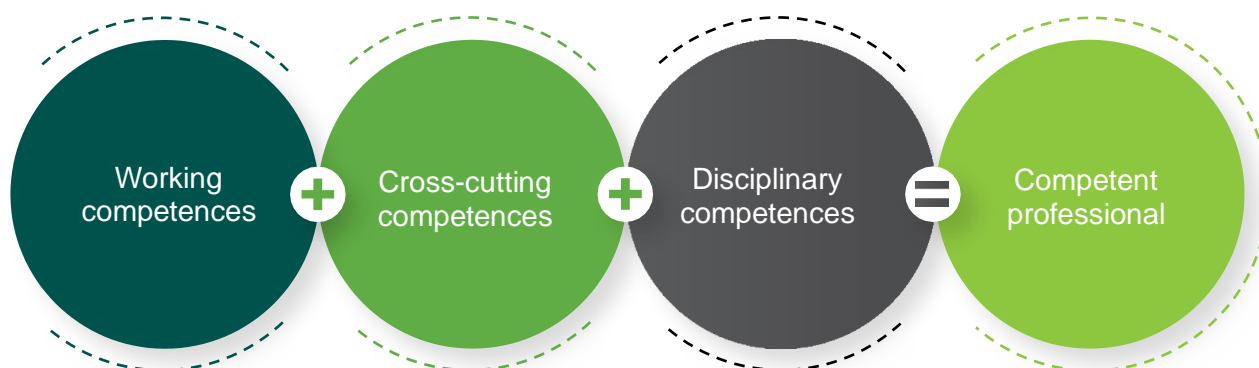 Working
competences
+
Cross-cutting
competences
+
Disciplinary
competences
=
Competent
professional